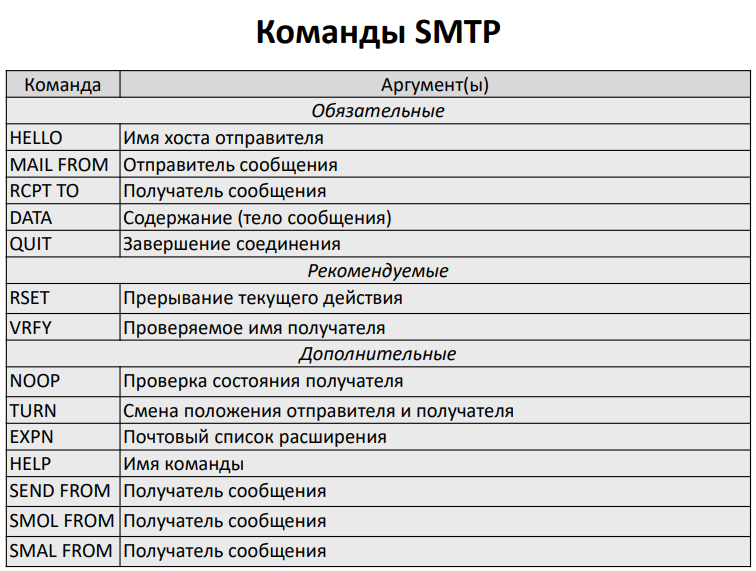 Команды SMTP
Команда Аргумент(ы)
Обязательные
HELLO Имя хоста отправителя
MAIL FROM Отправитель сообщения
RCPT TO Получатель сообщения
DATA Содержание (тело сообщения)
QUIT Завершение соединения
Рекомендуемые
RSET Прерывание текущего действия
VRFY Проверяемое имя получателя
Дополнительные
NOOP Проверка состояния получателя
TURN Смена положения отправителя и получателя
EXPN Почтовый список расширения
HELP Имя команды
SEND FROM Получатель сообщения
SMOL FROM Получатель сообщения
SMAL FROM Получатель сообщения